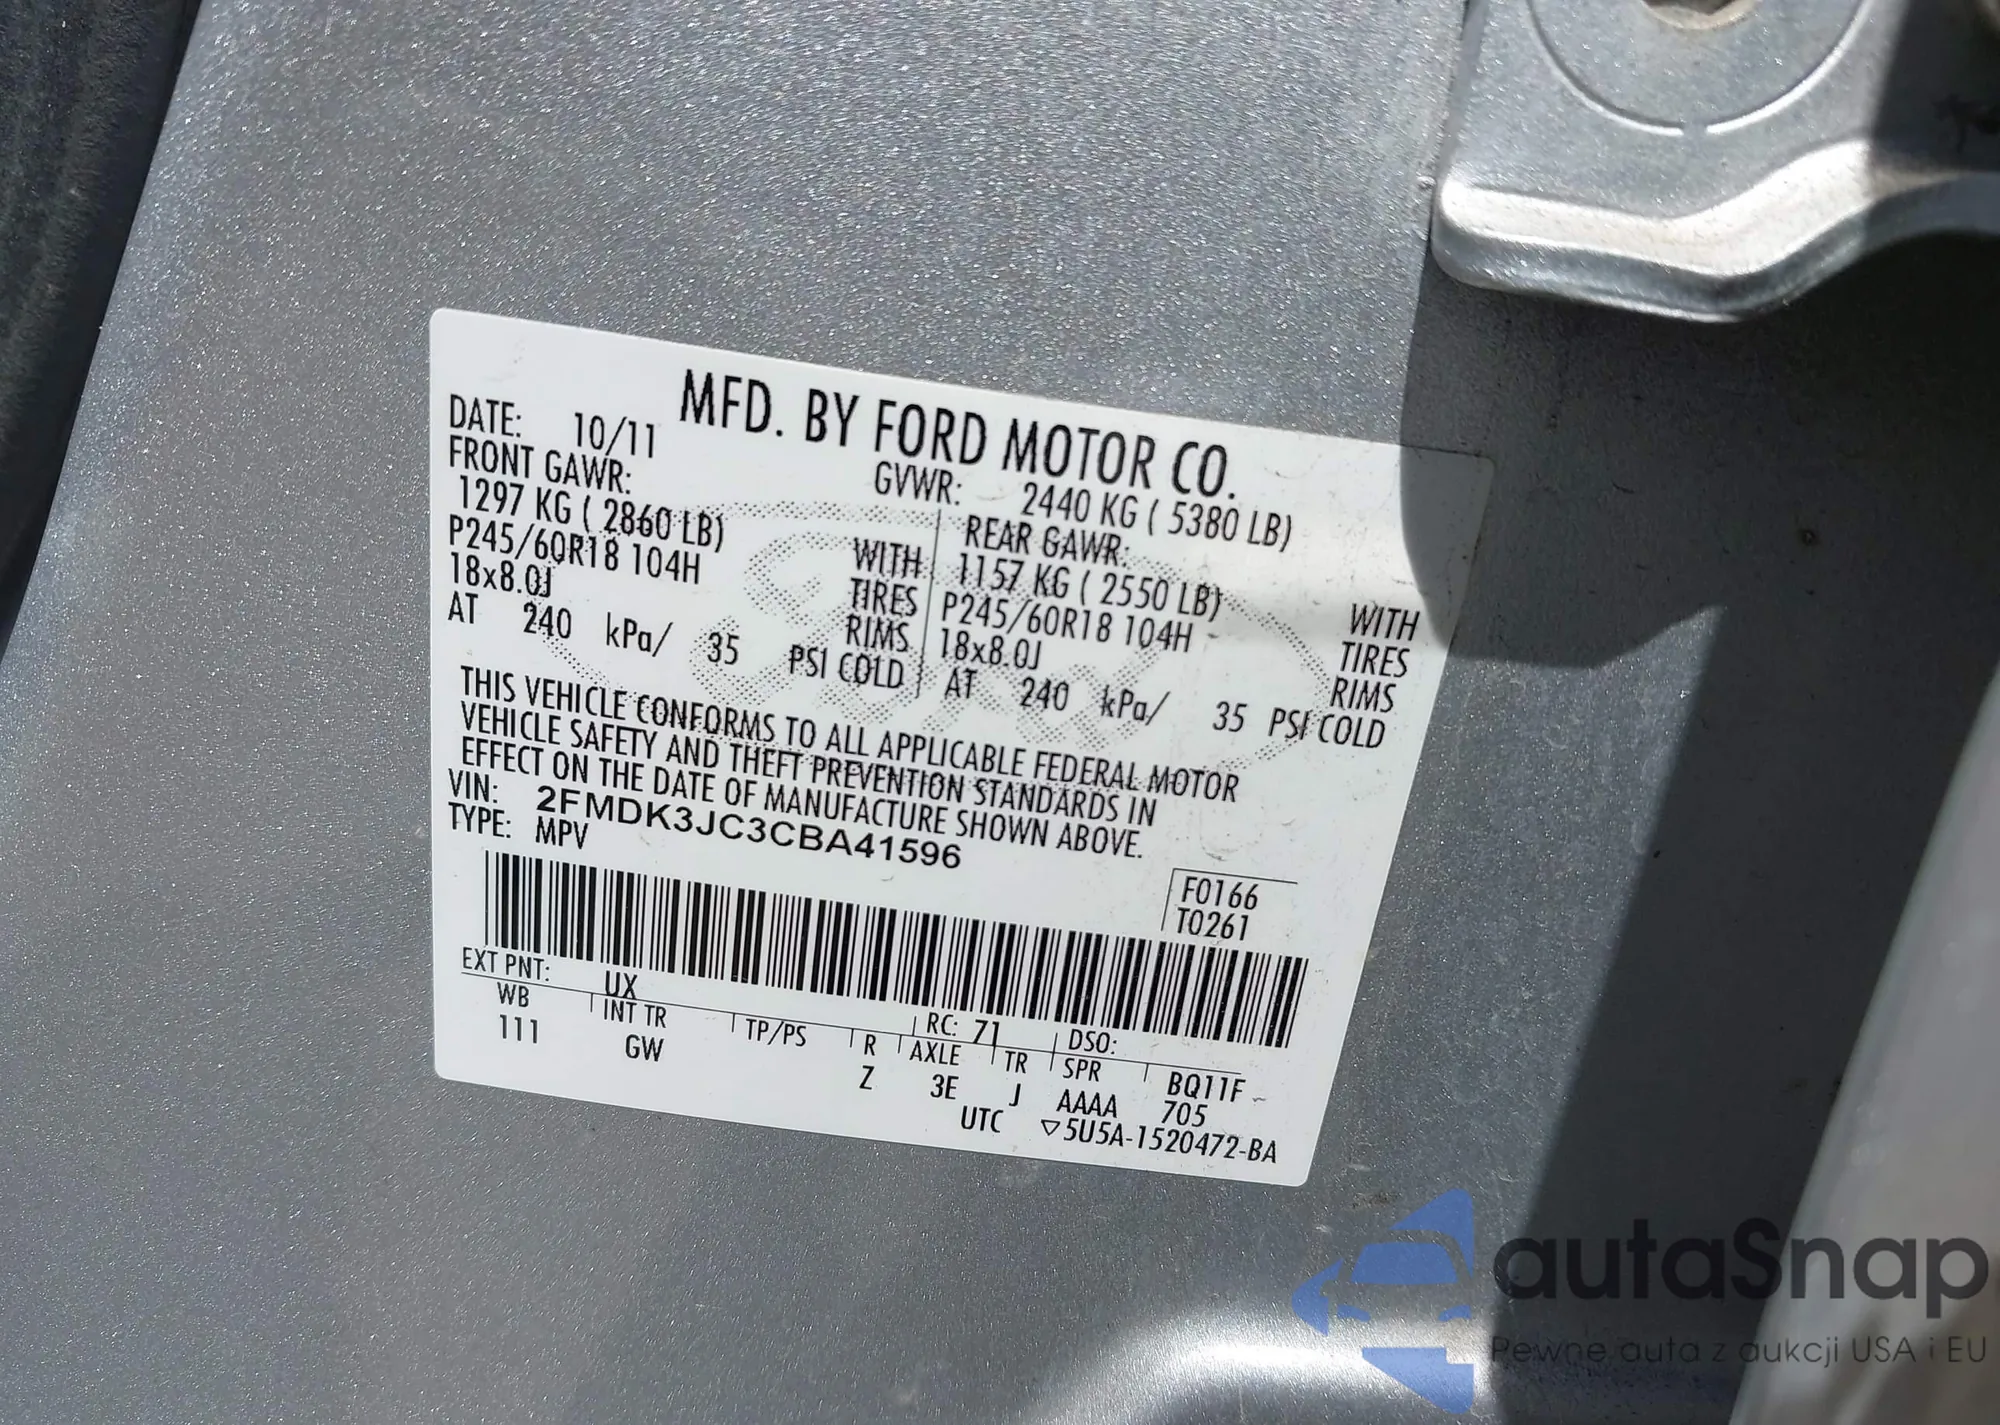 MFD. BY FORD MOTOR CO.
DATE: 10/11
GVWR: 2440 KG ( 5380 LB)
FRONT GAWR:
1297 KG ( 2860 LB) WITH
P245/60R18 104H TIRES
18x8.0J RIMS
AT 240 kPa/ 35 PSI COLD
REAR GAWR:
1157 KG ( 2550 LB) WITH
P245/60R18 104H TIRES
18x8.0J RIMS
AT 240 kPa/ 35 PSI COLD
THIS VEHICLE CONFORMS TO ALL APPLICABLE FEDERAL MOTOR
VEHICLE SAFETY AND THEFT PREVENTION STANDARDS IN
EFFECT ON THE DATE OF MANUFACTURE SHOWN ABOVE.
VIN: 2FMDK3JC3CBA41596
TYPE: MPV
F0166
T0261
EXT PNT: UX RC: 71 DSO:
WB INT TR TP/PS R AXLE TR SPR BQ11F
111 GW Z 3E J AAAA 705
UTC ▽5U5A-1520472-BA
autaSnap
Pewne auta z aukcji USA i EU